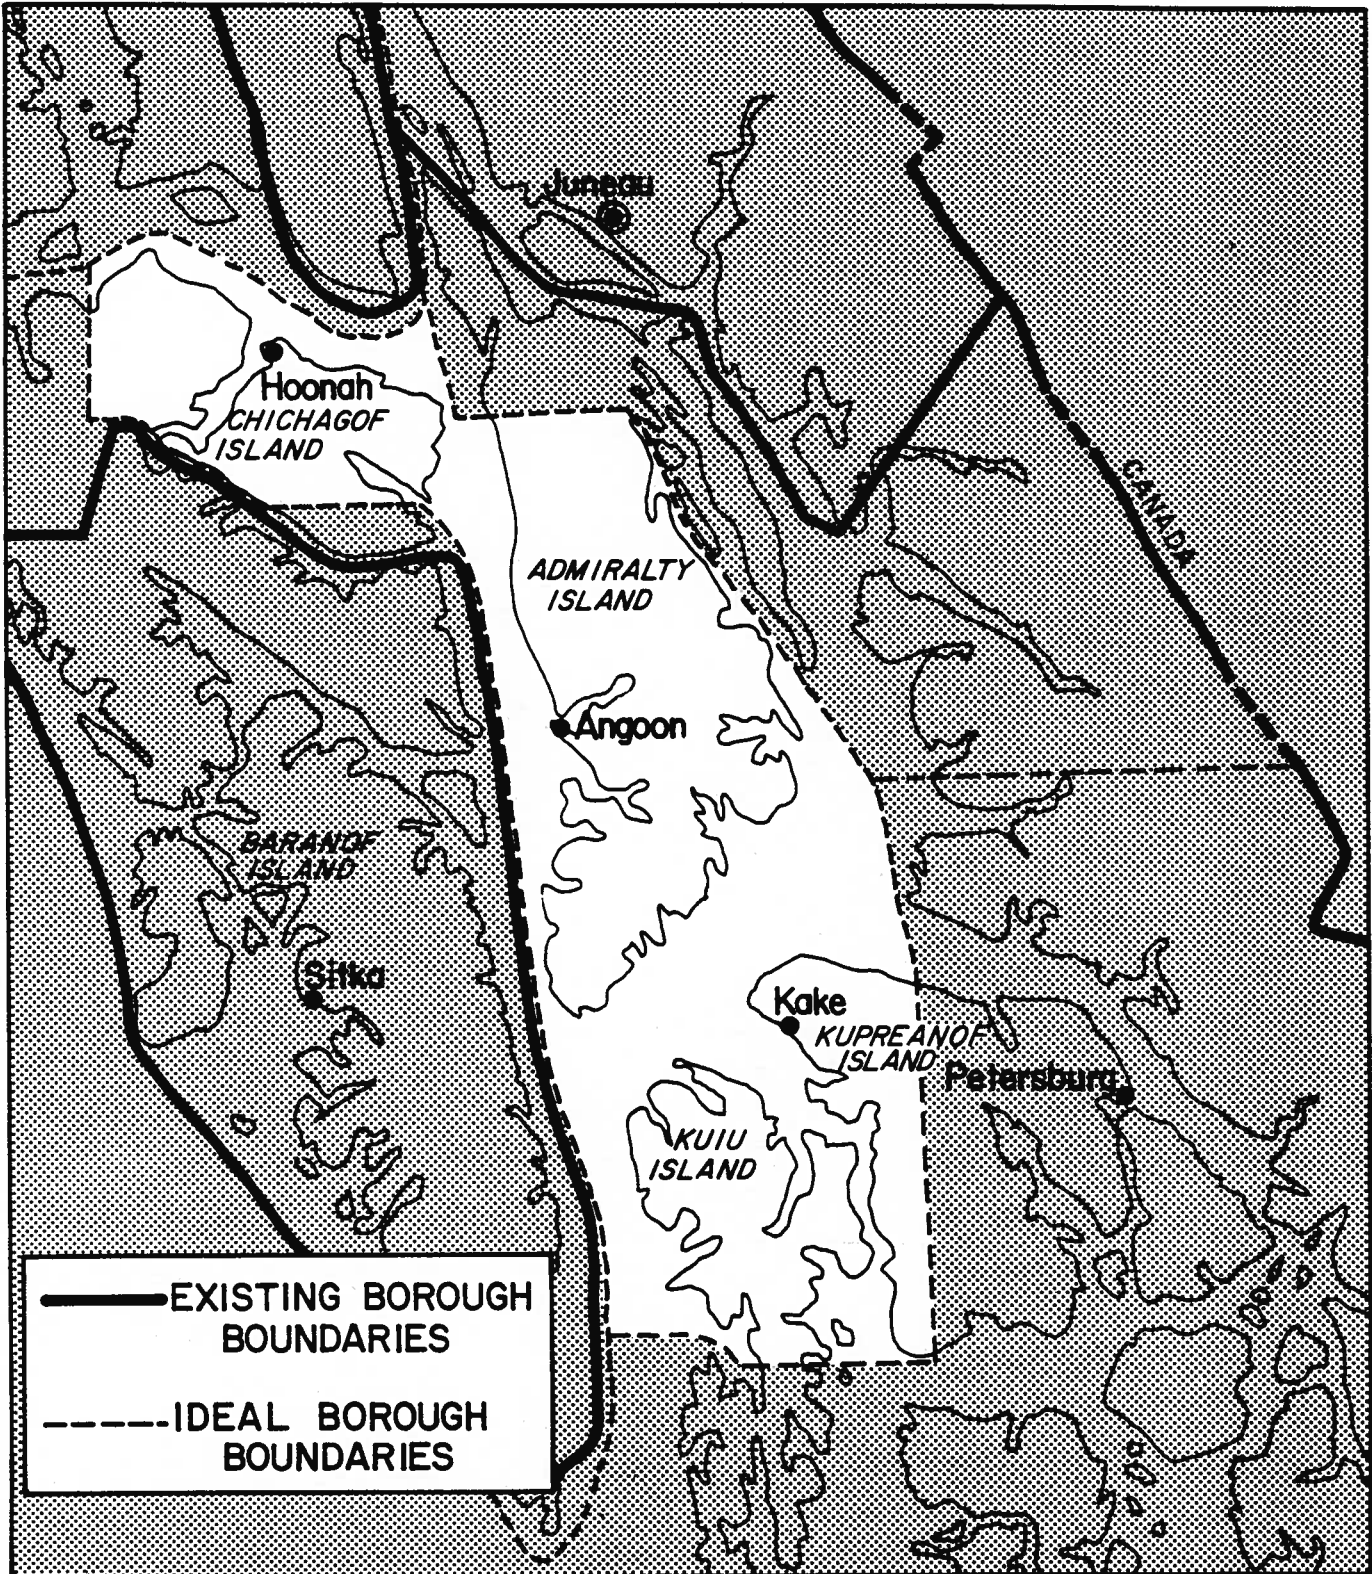 Juneau
Hoonah
CHICHAGOF
ISLAND
CANADA
ADMIRALTY
ISLAND
Angoon
BARANOF
ISLAND
Sitka
Kake
KUPREANOF
ISLAND
Petersburg
KUIU
ISLAND
EXISTING BOROUGH
BOUNDARIES
IDEAL BOROUGH
BOUNDARIES